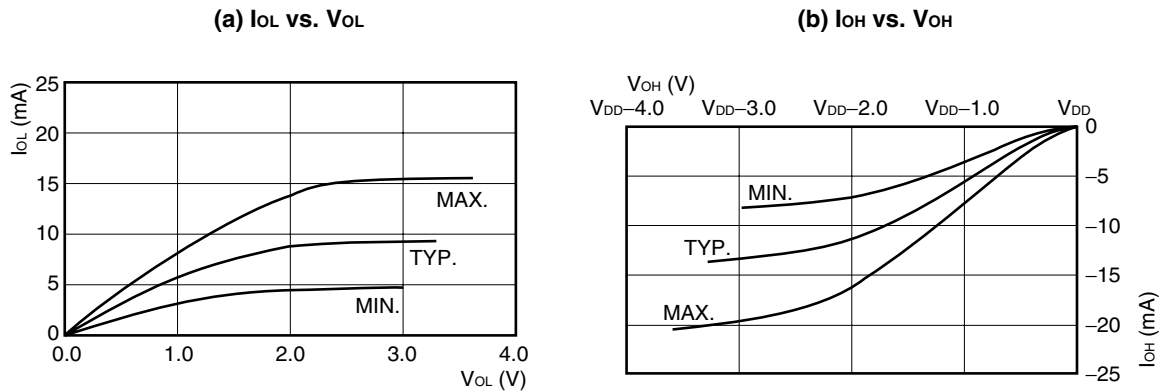 (a) IOL vs. VOL
25
20
15
10
5
0
IOL (mA)
MAX.
TYP.
MIN.
0.0 1.0 2.0 3.0 4.0
VOL (V)
(b) IOH vs. VOH
VOH (V)
VDD−4.0 VDD−3.0 VDD−2.0 VDD−1.0 VDD
0
−5
−10
−15
−20
−25
IOH (mA)
MIN.
TYP.
MAX.